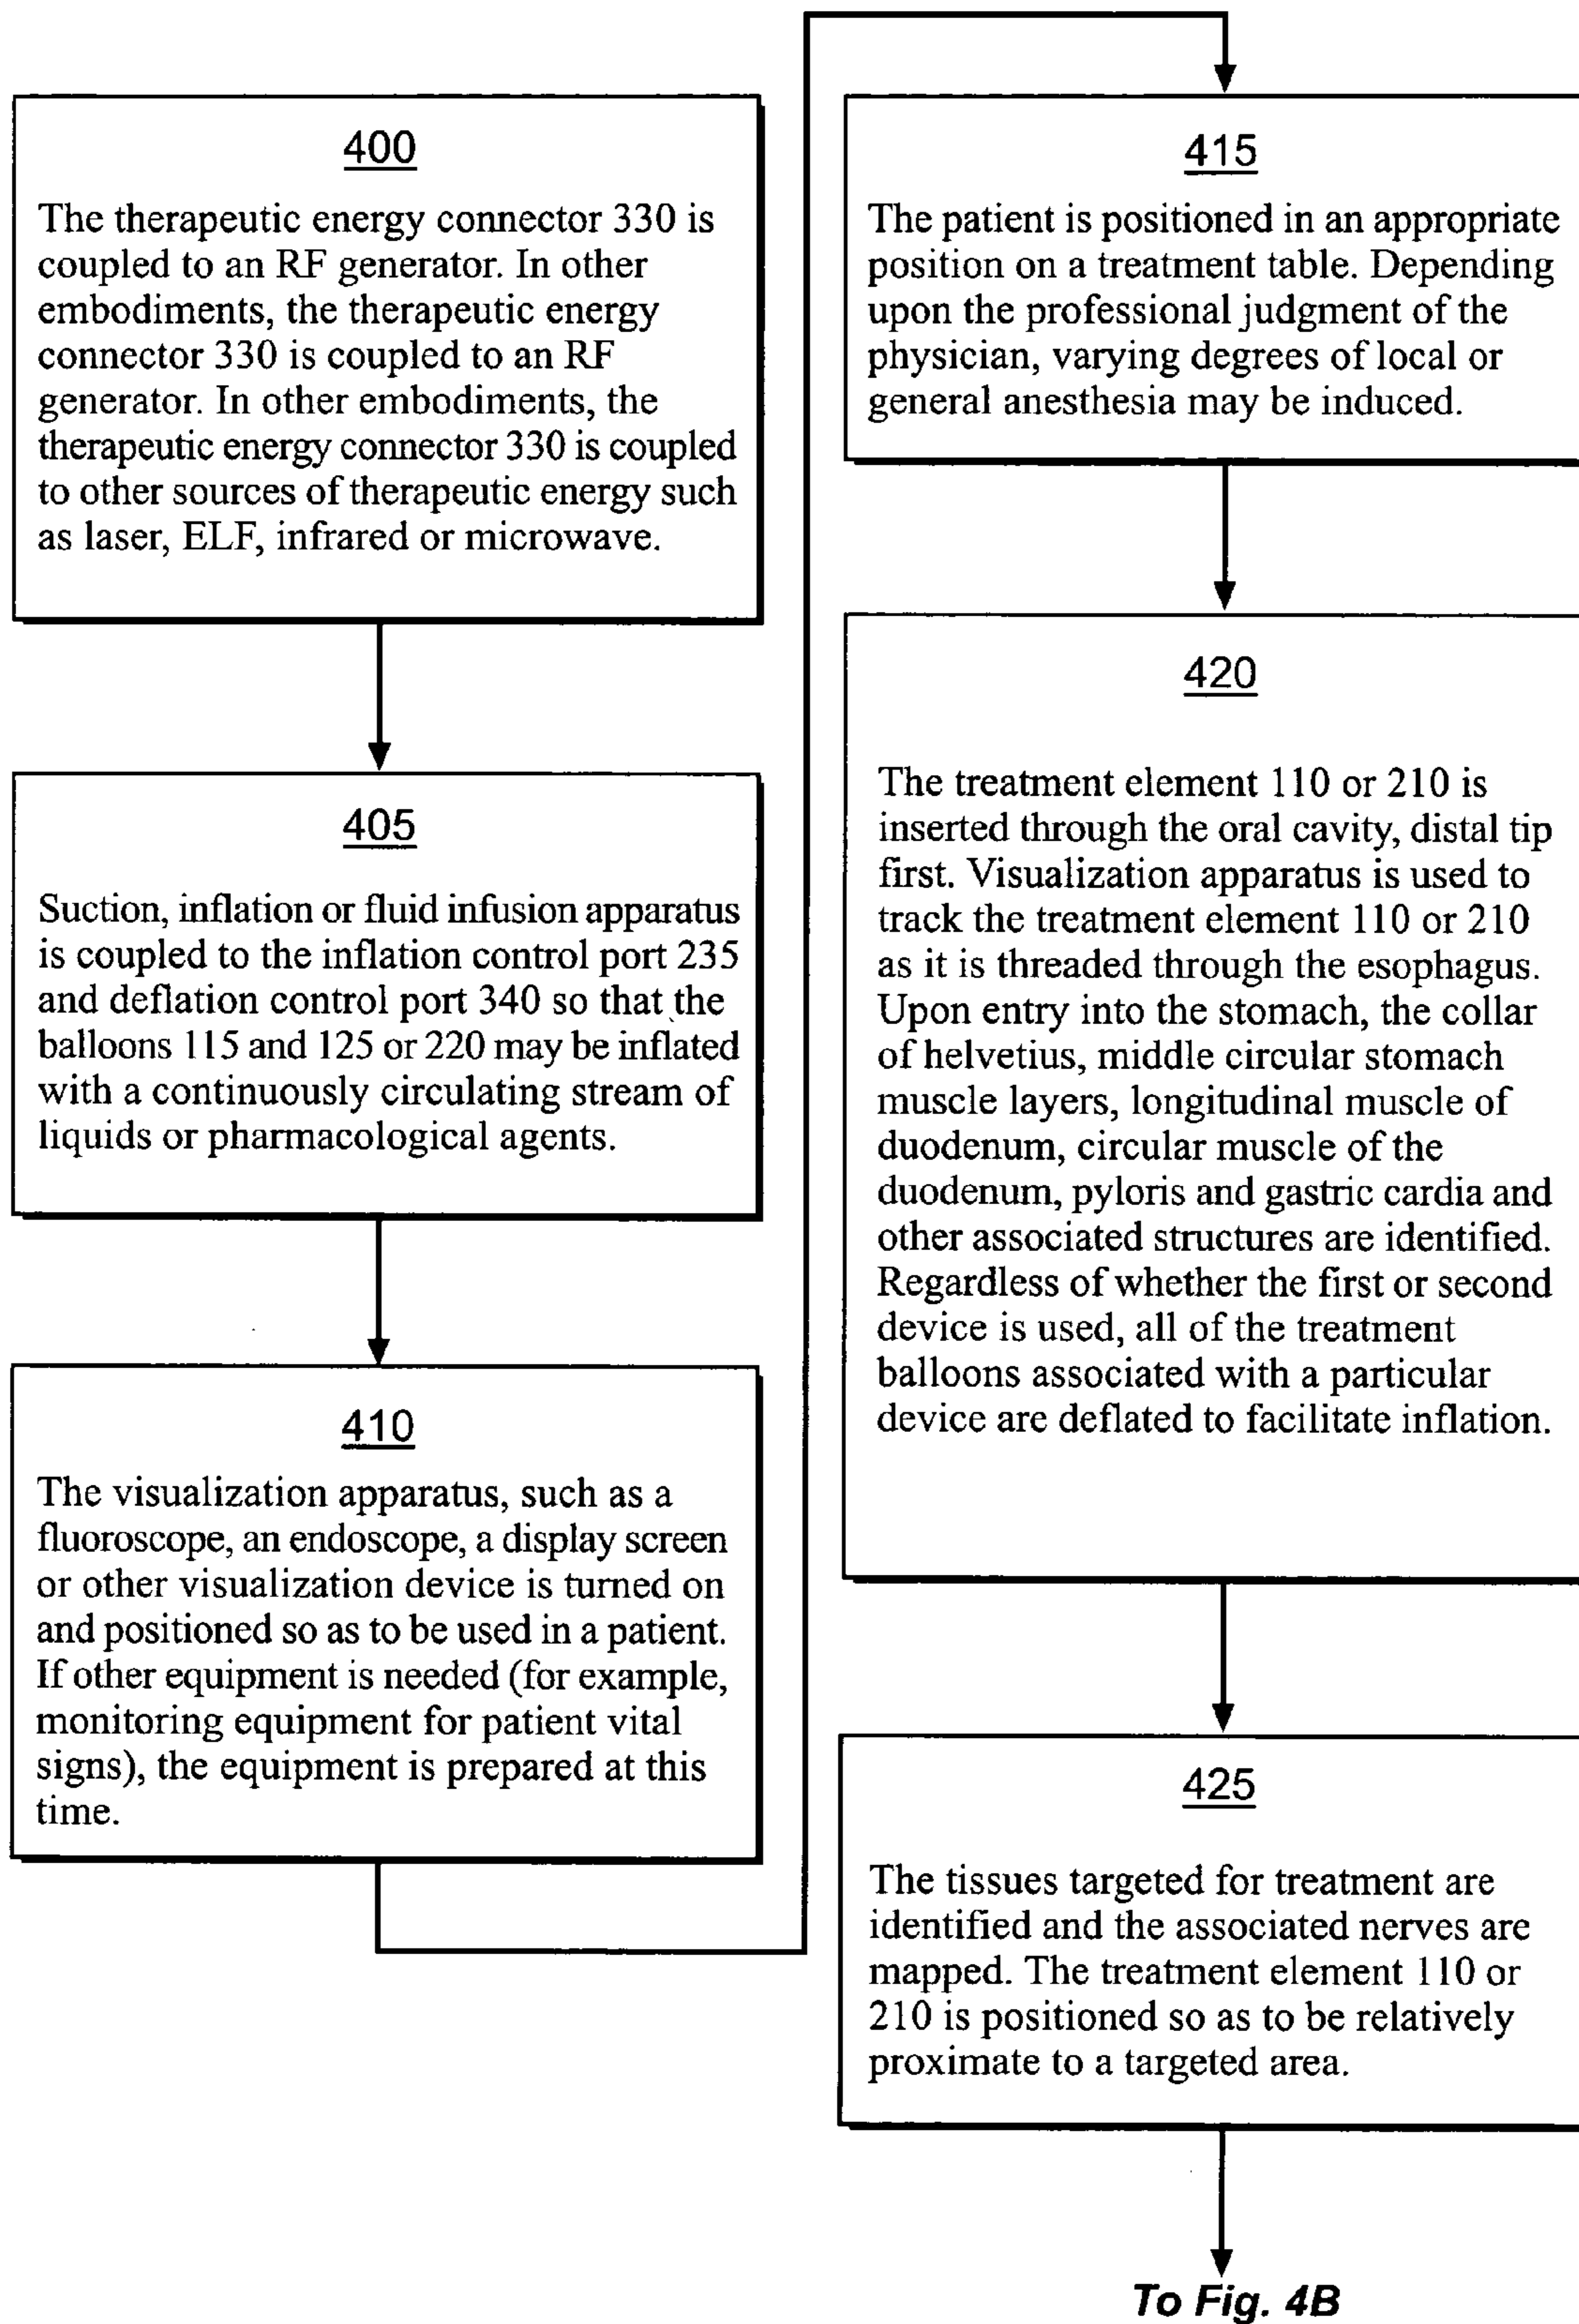 400
The therapeutic energy connector 330 is
coupled to an RF generator. In other
embodiments, the therapeutic energy
connector 330 is coupled to an RF
generator. In other embodiments, the
therapeutic energy connector 330 is coupled
to other sources of therapeutic energy such
as laser, ELF, infrared or microwave.
405
Suction, inflation or fluid infusion apparatus
is coupled to the inflation control port 235
and deflation control port 340 so that the
balloons 115 and 125 or 220 may be inflated
with a continuously circulating stream of
liquids or pharmacological agents.
410
The visualization apparatus, such as a
fluoroscope, an endoscope, a display screen
or other visualization device is turned on
and positioned so as to be used in a patient.
If other equipment is needed (for example,
monitoring equipment for patient vital
signs), the equipment is prepared at this
time.
415
The patient is positioned in an appropriate
position on a treatment table. Depending
upon the professional judgment of the
physician, varying degrees of local or
general anesthesia may be induced.
420
The treatment element 110 or 210 is
inserted through the oral cavity, distal tip
first. Visualization apparatus is used to
track the treatment element 110 or 210
as it is threaded through the esophagus.
Upon entry into the stomach, the collar
of helvetius, middle circular stomach
muscle layers, longitudinal muscle of
duodenum, circular muscle of the
duodenum, pyloris and gastric cardia and
other associated structures are identified.
Regardless of whether the first or second
device is used, all of the treatment
balloons associated with a particular
device are deflated to facilitate inflation.
425
The tissues targeted for treatment are
identified and the associated nerves are
mapped. The treatment element 110 or
210 is positioned so as to be relatively
proximate to a targeted area.
To Fig. 4B